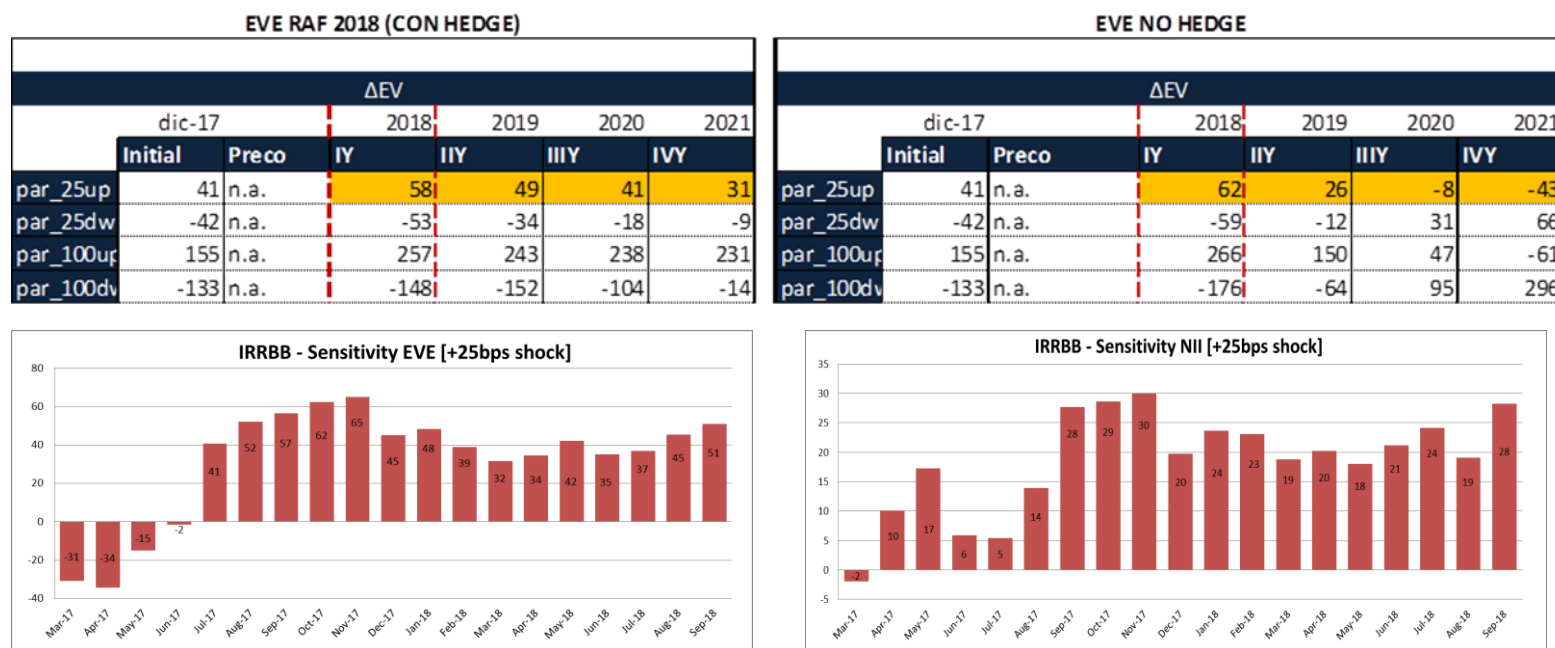 EVE RAF 2018 (CON HEDGE)
ΔEV
dic-17 2018 2019 2020 2021
Initial Preco IY IIY IIIY IVY
par_25up 41 n.a. 58 49 41 31
par_25dw -42 n.a. -53 -34 -18 -9
par_100up 155 n.a. 257 243 238 231
par_100dv -133 n.a. -148 -152 -104 -14
EVE NO HEDGE
ΔEV
dic-17 2018 2019 2020 2021
Initial Preco IY IIY IIIY IVY
par_25up 41 n.a. 62 26 -8 -43
par_25dw -42 n.a. -59 -12 31 66
par_100up 155 n.a. 266 150 47 -61
par_100dv -133 n.a. -176 -64 95 296
IRRBB - Sensitivity EVE [+25bps shock]
80
60
40
20
0
-20
-40
-31 -34 -15 -2 41 52 57 62 65 45 48 39 32 34 42 35 37 45 51
Mar-17 Apr-17 May-17 Jun-17 Jul-17 Aug-17 Sep-17 Oct-17 Nov-17 Dec-17 Jan-18 Feb-18 Mar-18 Apr-18 May-18 Jun-18 Jul-18 Aug-18 Sep-18
IRRBB - Sensitivity NII [+25bps shock]
35
30
25
20
15
10
5
0
-5
-2 10 17 6 5 14 28 29 30 20 24 23 19 20 18 21 24 19 28
Mar-17 Apr-17 May-17 Jun-17 Jul-17 Aug-17 Sep-17 Oct-17 Nov-17 Dec-17 Jan-18 Feb-18 Mar-18 Apr-18 May-18 Jun-18 Jul-18 Aug-18 Sep-18